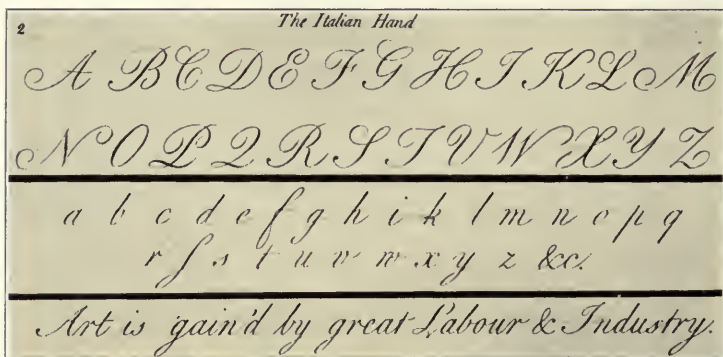 2
The Italian Hand
A B C D E F G H I K L M
N O P Q R S T U V W X Y Z
a b c d e f g h i k l m n o p q
r ſ s t u v w x y z &c.
Art is gain'd by great Labour & Industry.